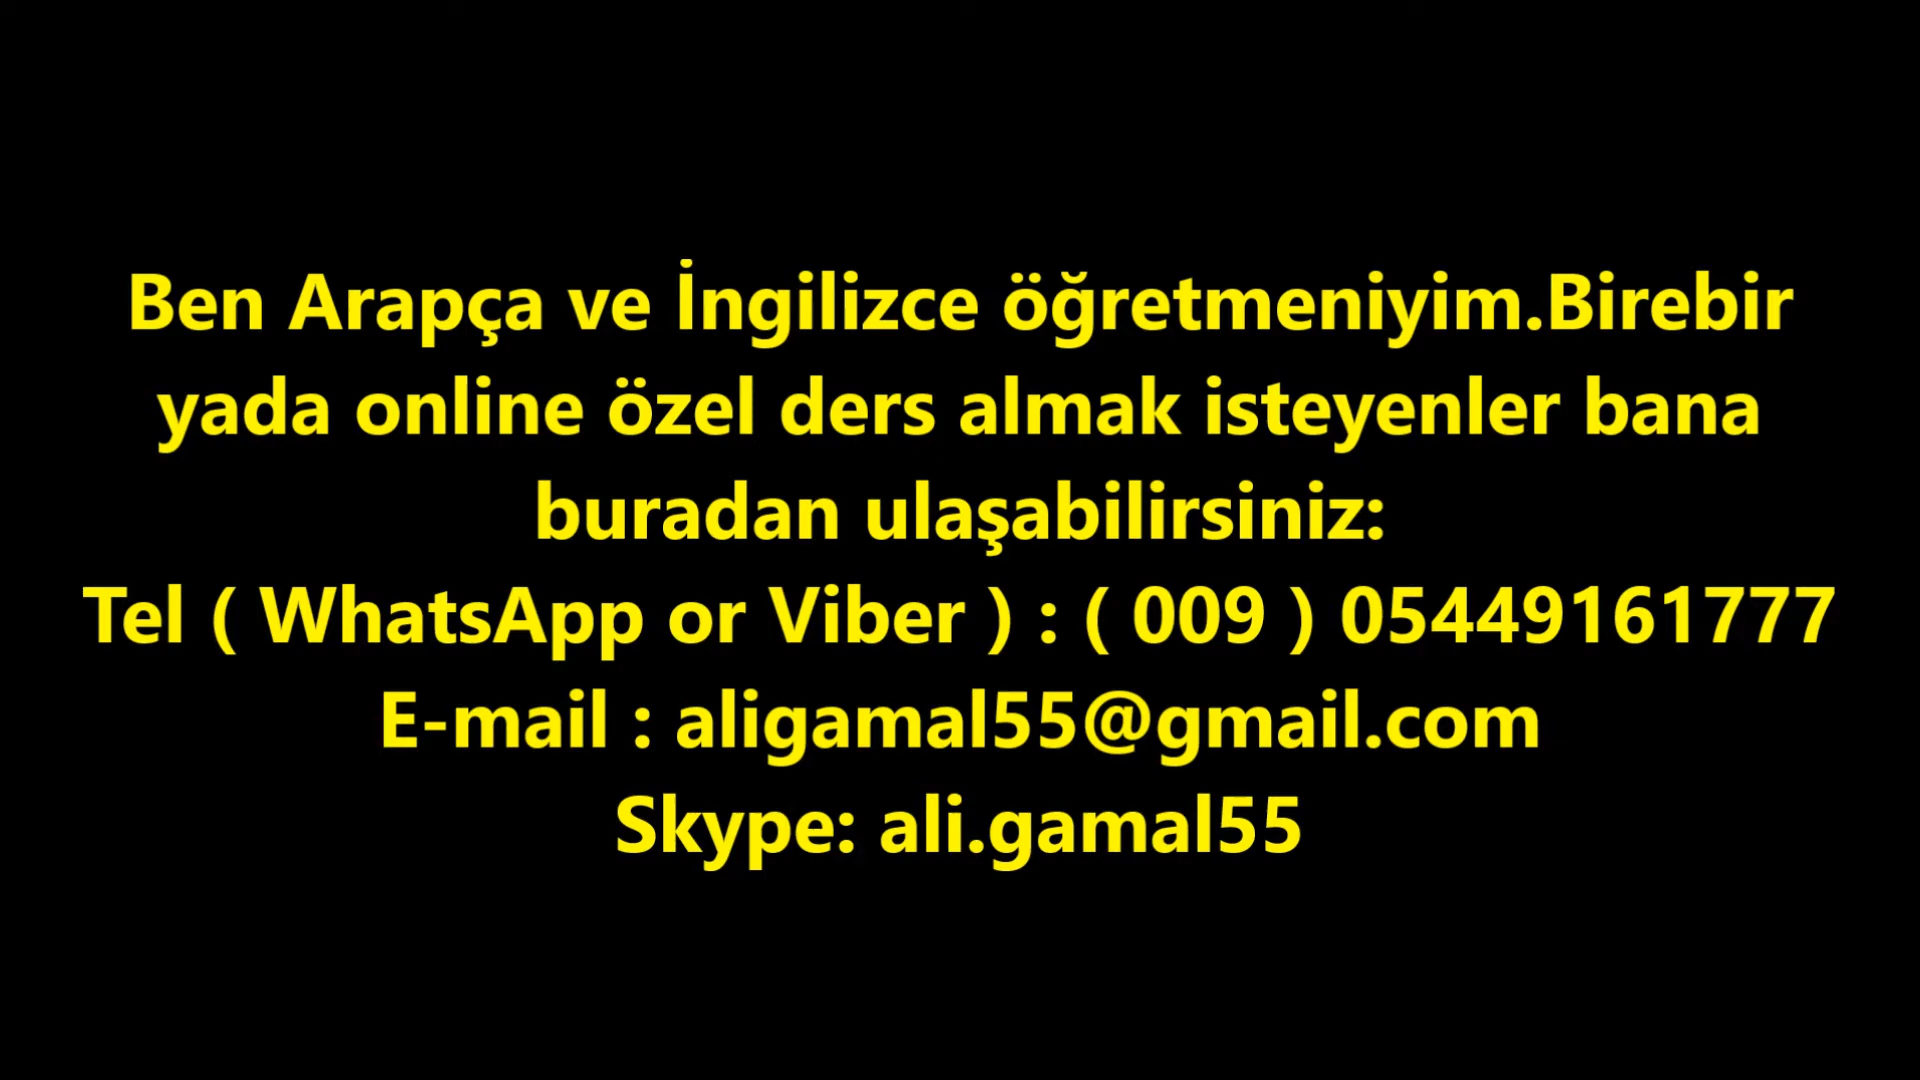 Ben Arapça ve İngilizce öğretmeniyim.Birebir
yada online özel ders almak isteyenler bana
buradan ulaşabilirsiniz:
Tel ( WhatsApp or Viber ) : ( 009 ) 05449161777
E-mail : aligamal55@gmail.com
Skype: ali.gamal55